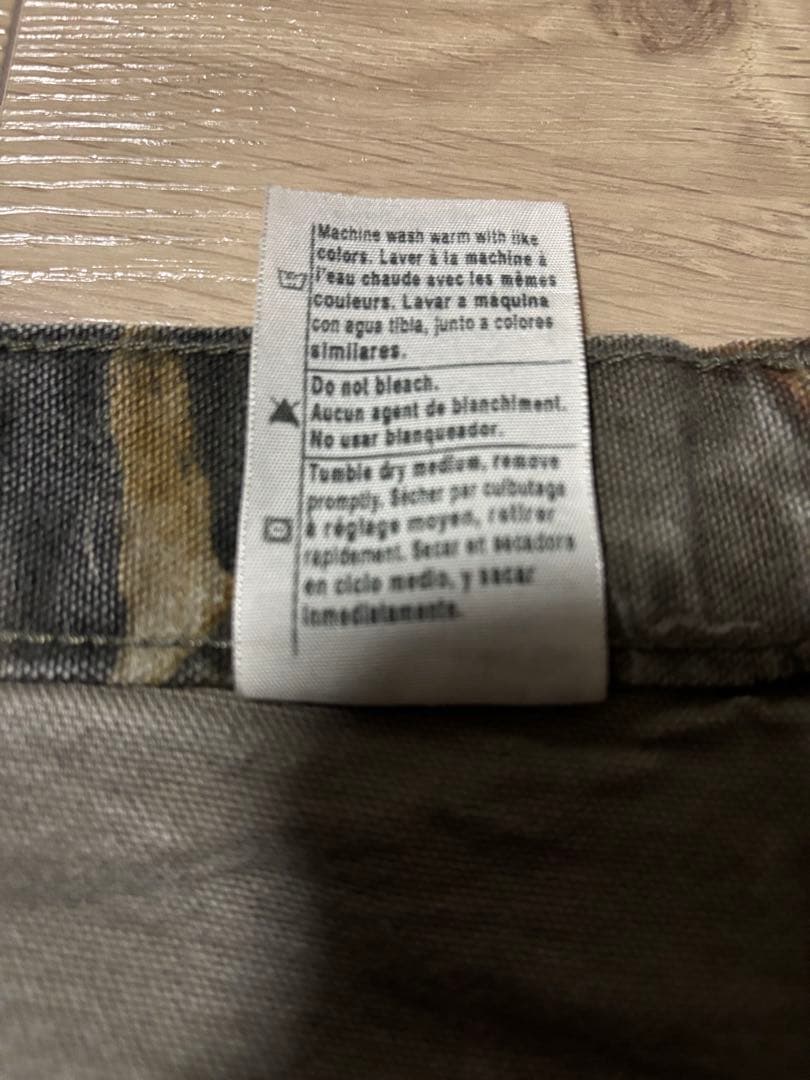 Machine wash warm with like
colors. Laver à la machine à
l'eau chaude avec les mêmes
couleurs. Lavar a maquina
con agua tibia, junto a colores
similares.
Do not bleach.
Aucun agent de blanchiment.
No usar blanqueador.
Tumble dry medium, remove
promptly. Sécher par culbutage
à réglage moyen, retirer
rapidement. Secar en secadora
en ciclo medio, y sacar
inmediatamente.